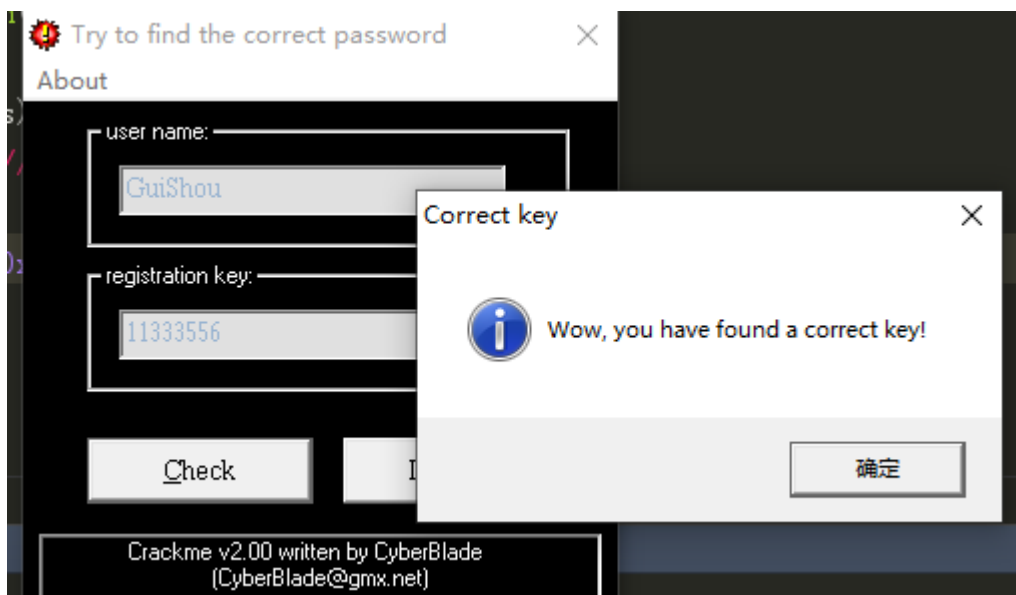 Try to find the correct password
About
user name:
GuiShou
Correct key
registration key:
11333556
Wow, you have found a correct key!
Check
确定
Crackme v2.00 written by CyberBlade
(CyberBlade@gmx.net)